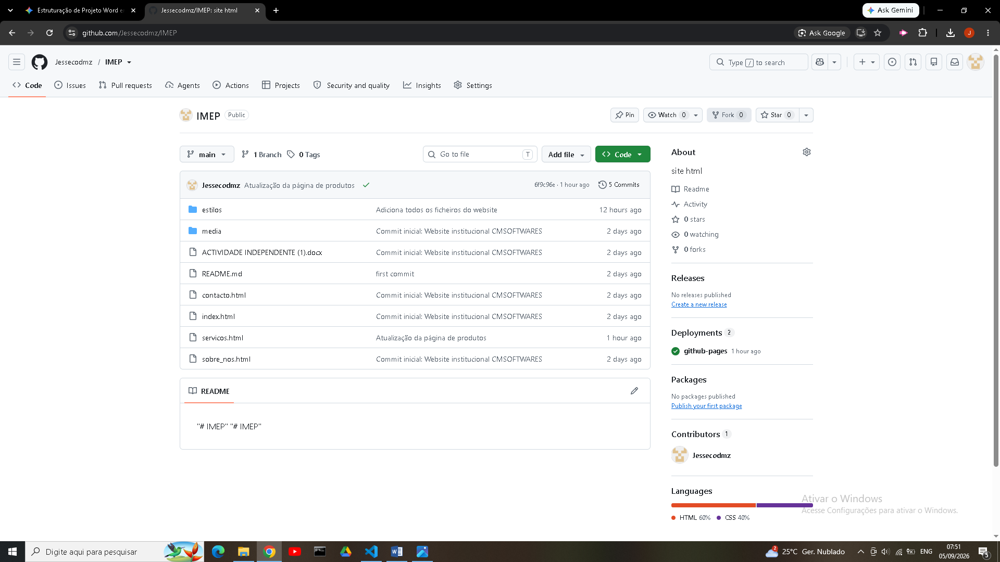 Estruturação de Projeto Word e
Jessecodmz/IMEP: site html
Ask Gemini
github.com/Jessecodmz/IMEP
Ask Google
J
Jessecodmz / IMEP
Type / to search
Code
Issues
Pull requests
Agents
Actions
Projects
Security and quality
Insights
Settings
IMEP Public
Pin
Watch 0
Fork 0
Star 0
main
1 Branch
0 Tags
Go to file T
Add file
Code
Jessecodmz Atualização da página de produtos
6f9c96e · 1 hour ago
5 Commits
estilos Adiciona todos os ficheiros do website 12 hours ago
media Commit inicial: Website institucional CMSOFTWARES 2 days ago
ACTIVIDADE INDEPENDENTE (1).docx Commit inicial: Website institucional CMSOFTWARES 2 days ago
README.md first commit 2 days ago
contacto.html Commit inicial: Website institucional CMSOFTWARES 2 days ago
index.html Commit inicial: Website institucional CMSOFTWARES 2 days ago
servicos.html Atualização da página de produtos 1 hour ago
sobre_nos.html Commit inicial: Website institucional CMSOFTWARES 2 days ago
README
"# IMEP" "# IMEP"
About
site html
Readme
Activity
0 stars
0 watching
0 forks
Releases
No releases published
Create a new release
Deployments 2
github-pages 1 hour ago
Packages
No packages published
Publish your first package
Contributors 1
Jessecodmz
Languages
HTML 60% CSS 40%
Ativar o Windows
Acesse Configurações para ativar o Windows.
Digite aqui para pesquisar
2
25°C Ger. Nublado
ENG
07:51
05/09/2026
5